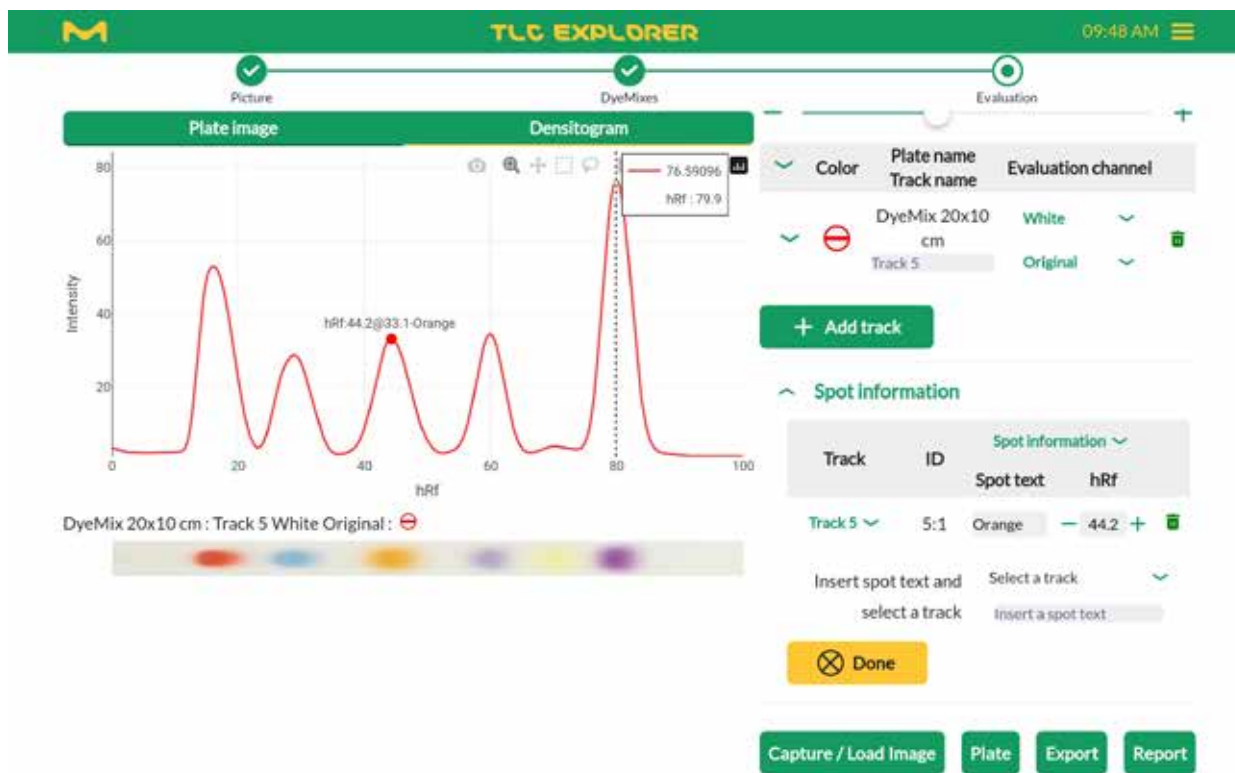 TLC EXPLORER
09:48 AM
Picture
DyeMixes
Evaluation
Plate image
Densitogram
80
60
40
20
Intensity
76.59096
hRf : 79.9
hRf:44.2@33.1-Orange
0
20
40
60
80
100
hRf
DyeMix 20x10 cm : Track 5 White Original :
Color
Plate name
Track name
Evaluation channel
DyeMix 20x10
cm
Track 5
White
Original
+ Add track
Spot information
Track
ID
Spot information
Spot text
hRf
Track 5
5:1
Orange
− 44.2 +
Insert spot text and
select a track
Select a track
Insert a spot text
Done
Capture / Load Image
Plate
Export
Report